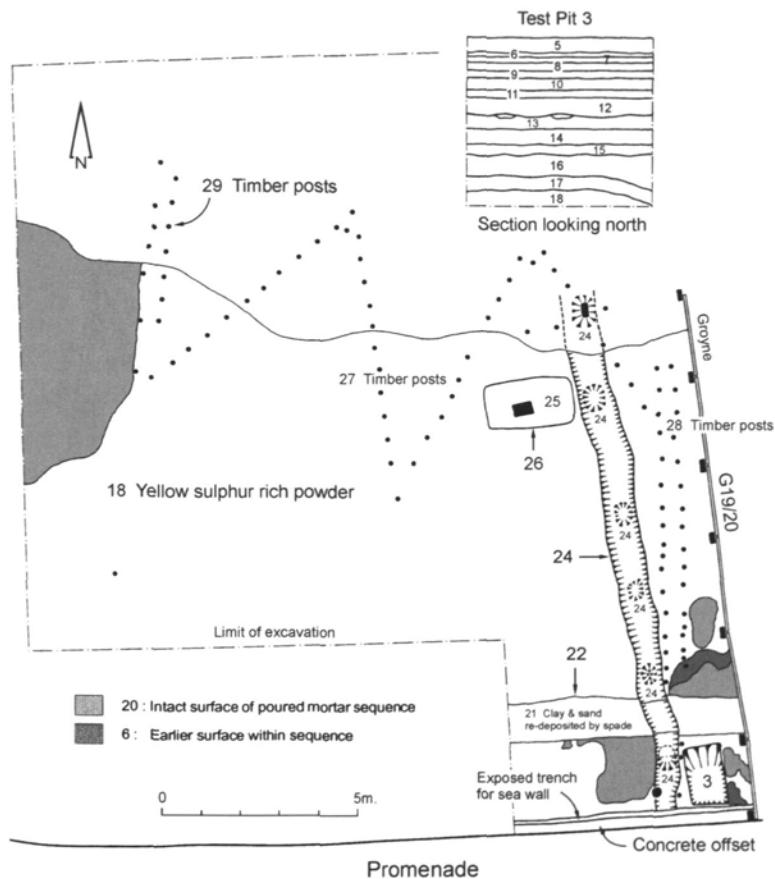 Test Pit 3
5
6
7
8
9
10
11
12
13
14
15
16
17
18
Section looking north
N
29 Timber posts
24
Groyne
27 Timber posts
25
24
28 Timber posts
26
18 Yellow sulphur rich powder
24
G19/20
24
24
Limit of excavation
22
24
20 : Intact surface of poured mortar sequence
21 Clay & sand
re-deposited by spade
6 : Earlier surface within sequence
Exposed trench
for sea wall
24
3
0
5m.
Concrete offset
Promenade